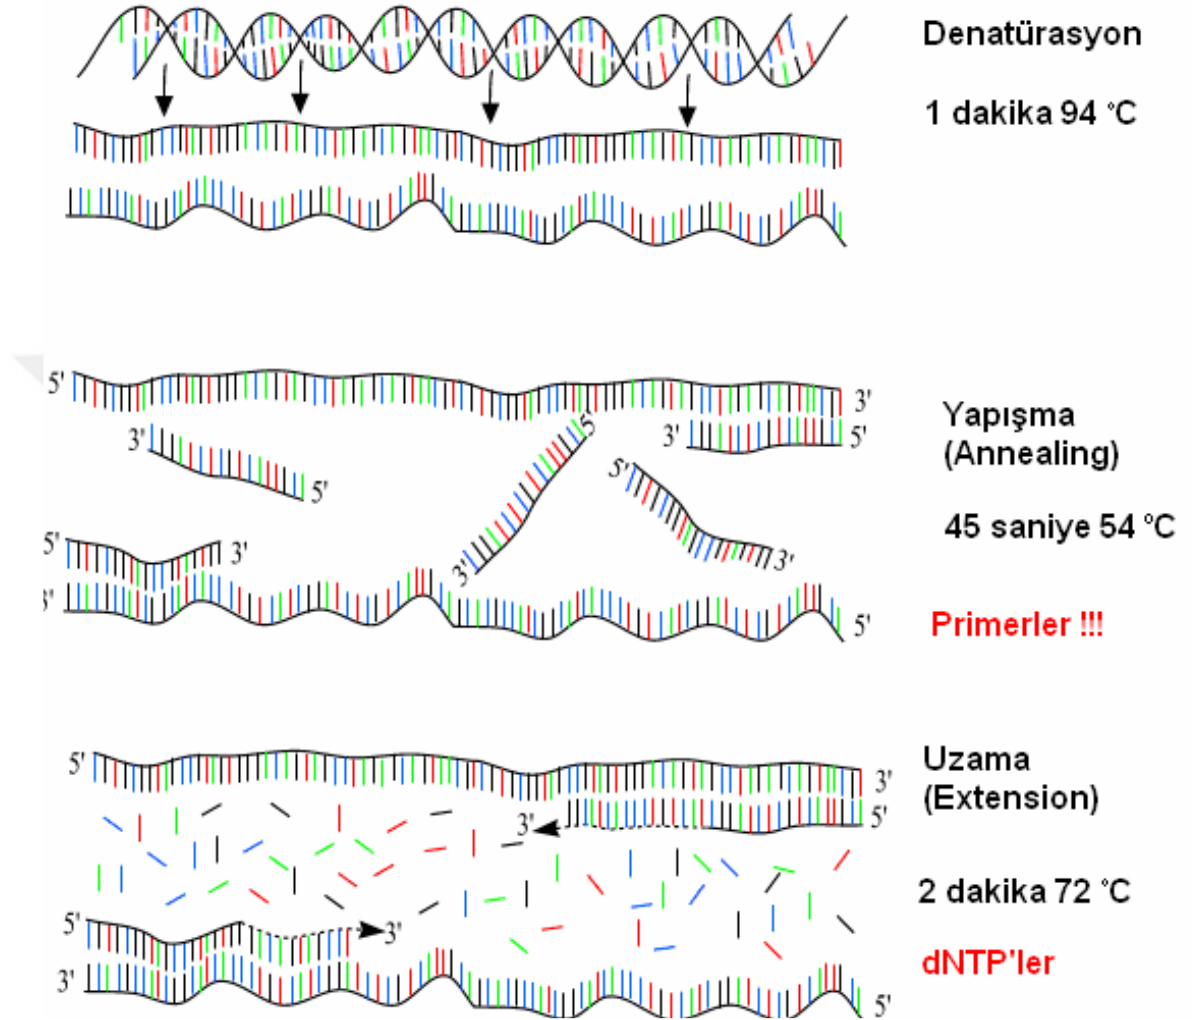 Denatürasyon
1 dakika 94 °C
5'
3'
3'
5'
3'
5'
5'
5'
3'
3'
3'
3'
5'
Yapışma
(Annealing)
45 saniye 54 °C
Primerler !!!
5'
3'
3'
5'
5'
3'
3'
5'
Uzama
(Extension)
2 dakika 72 °C
dNTP'ler